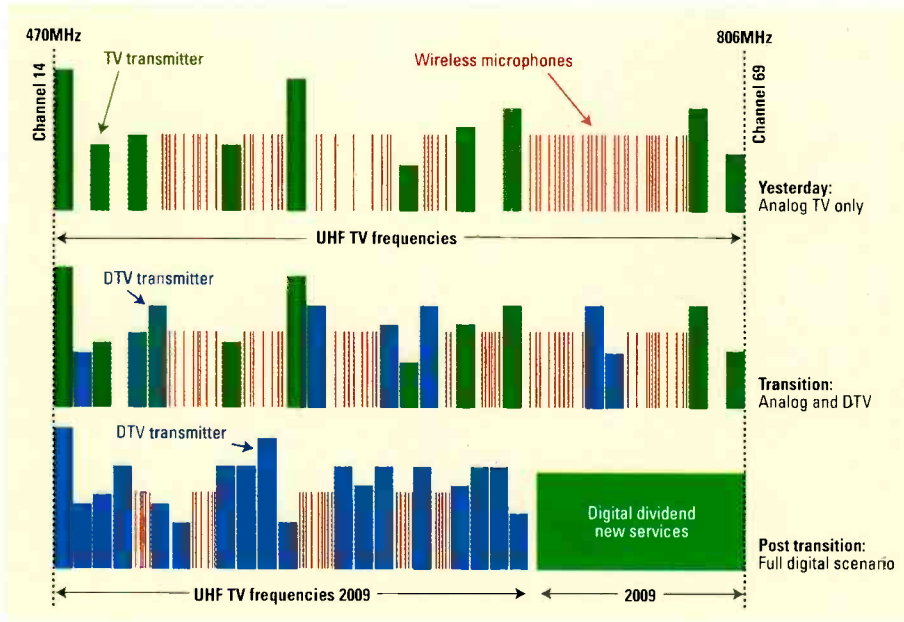 470MHz
806MHz
TV transmitter
Wireless microphones
Channel 14
Channel 69
Yesterday:
Analog TV only
UHF TV frequencies
DTV transmitter
Transition:
Analog and DTV
DTV transmitter
Digital dividend
new services
Post transition:
Full digital scenario
UHF TV frequencies 2009
2009